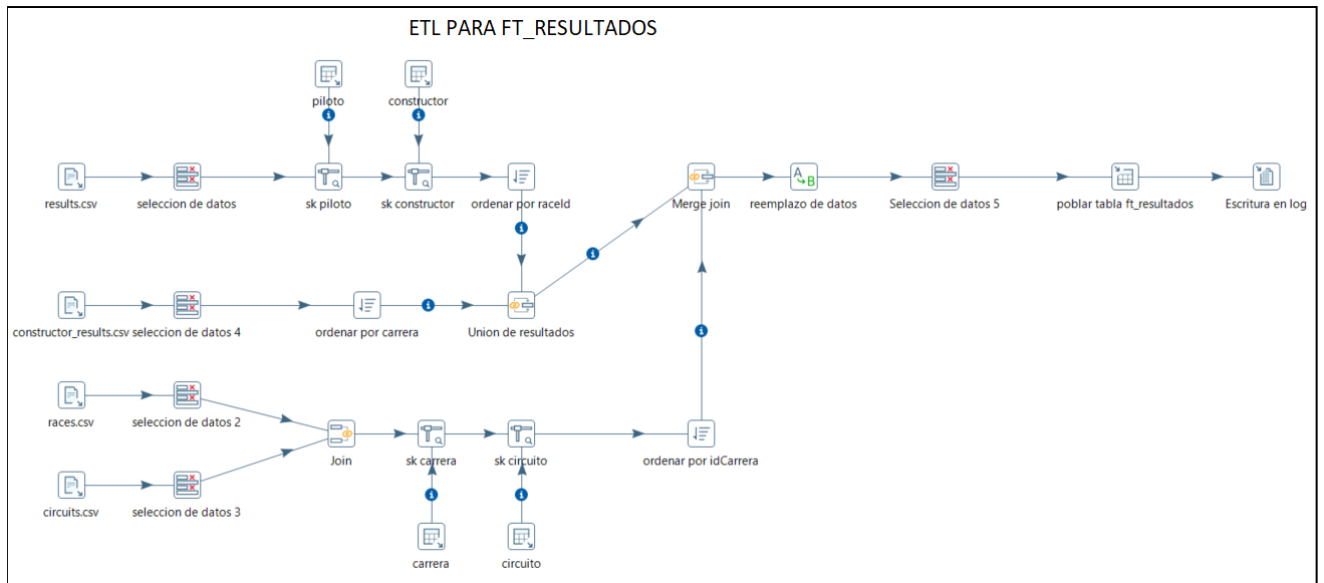 ETL PARA FT_RESULTADOS
piloto
constructor
results.csv
seleccion de datos
sk piloto
sk constructor
ordenar por raceId
Merge join
reemplazo de datos
Seleccion de datos 5
poblar tabla ft_resultados
Escritura en log
constructor_results.csv
seleccion de datos 4
ordenar por carrera
Union de resultados
races.csv
seleccion de datos 2
Join
sk carrera
sk circuito
ordenar por idCarrera
circuits.csv
seleccion de datos 3
carrera
circuito